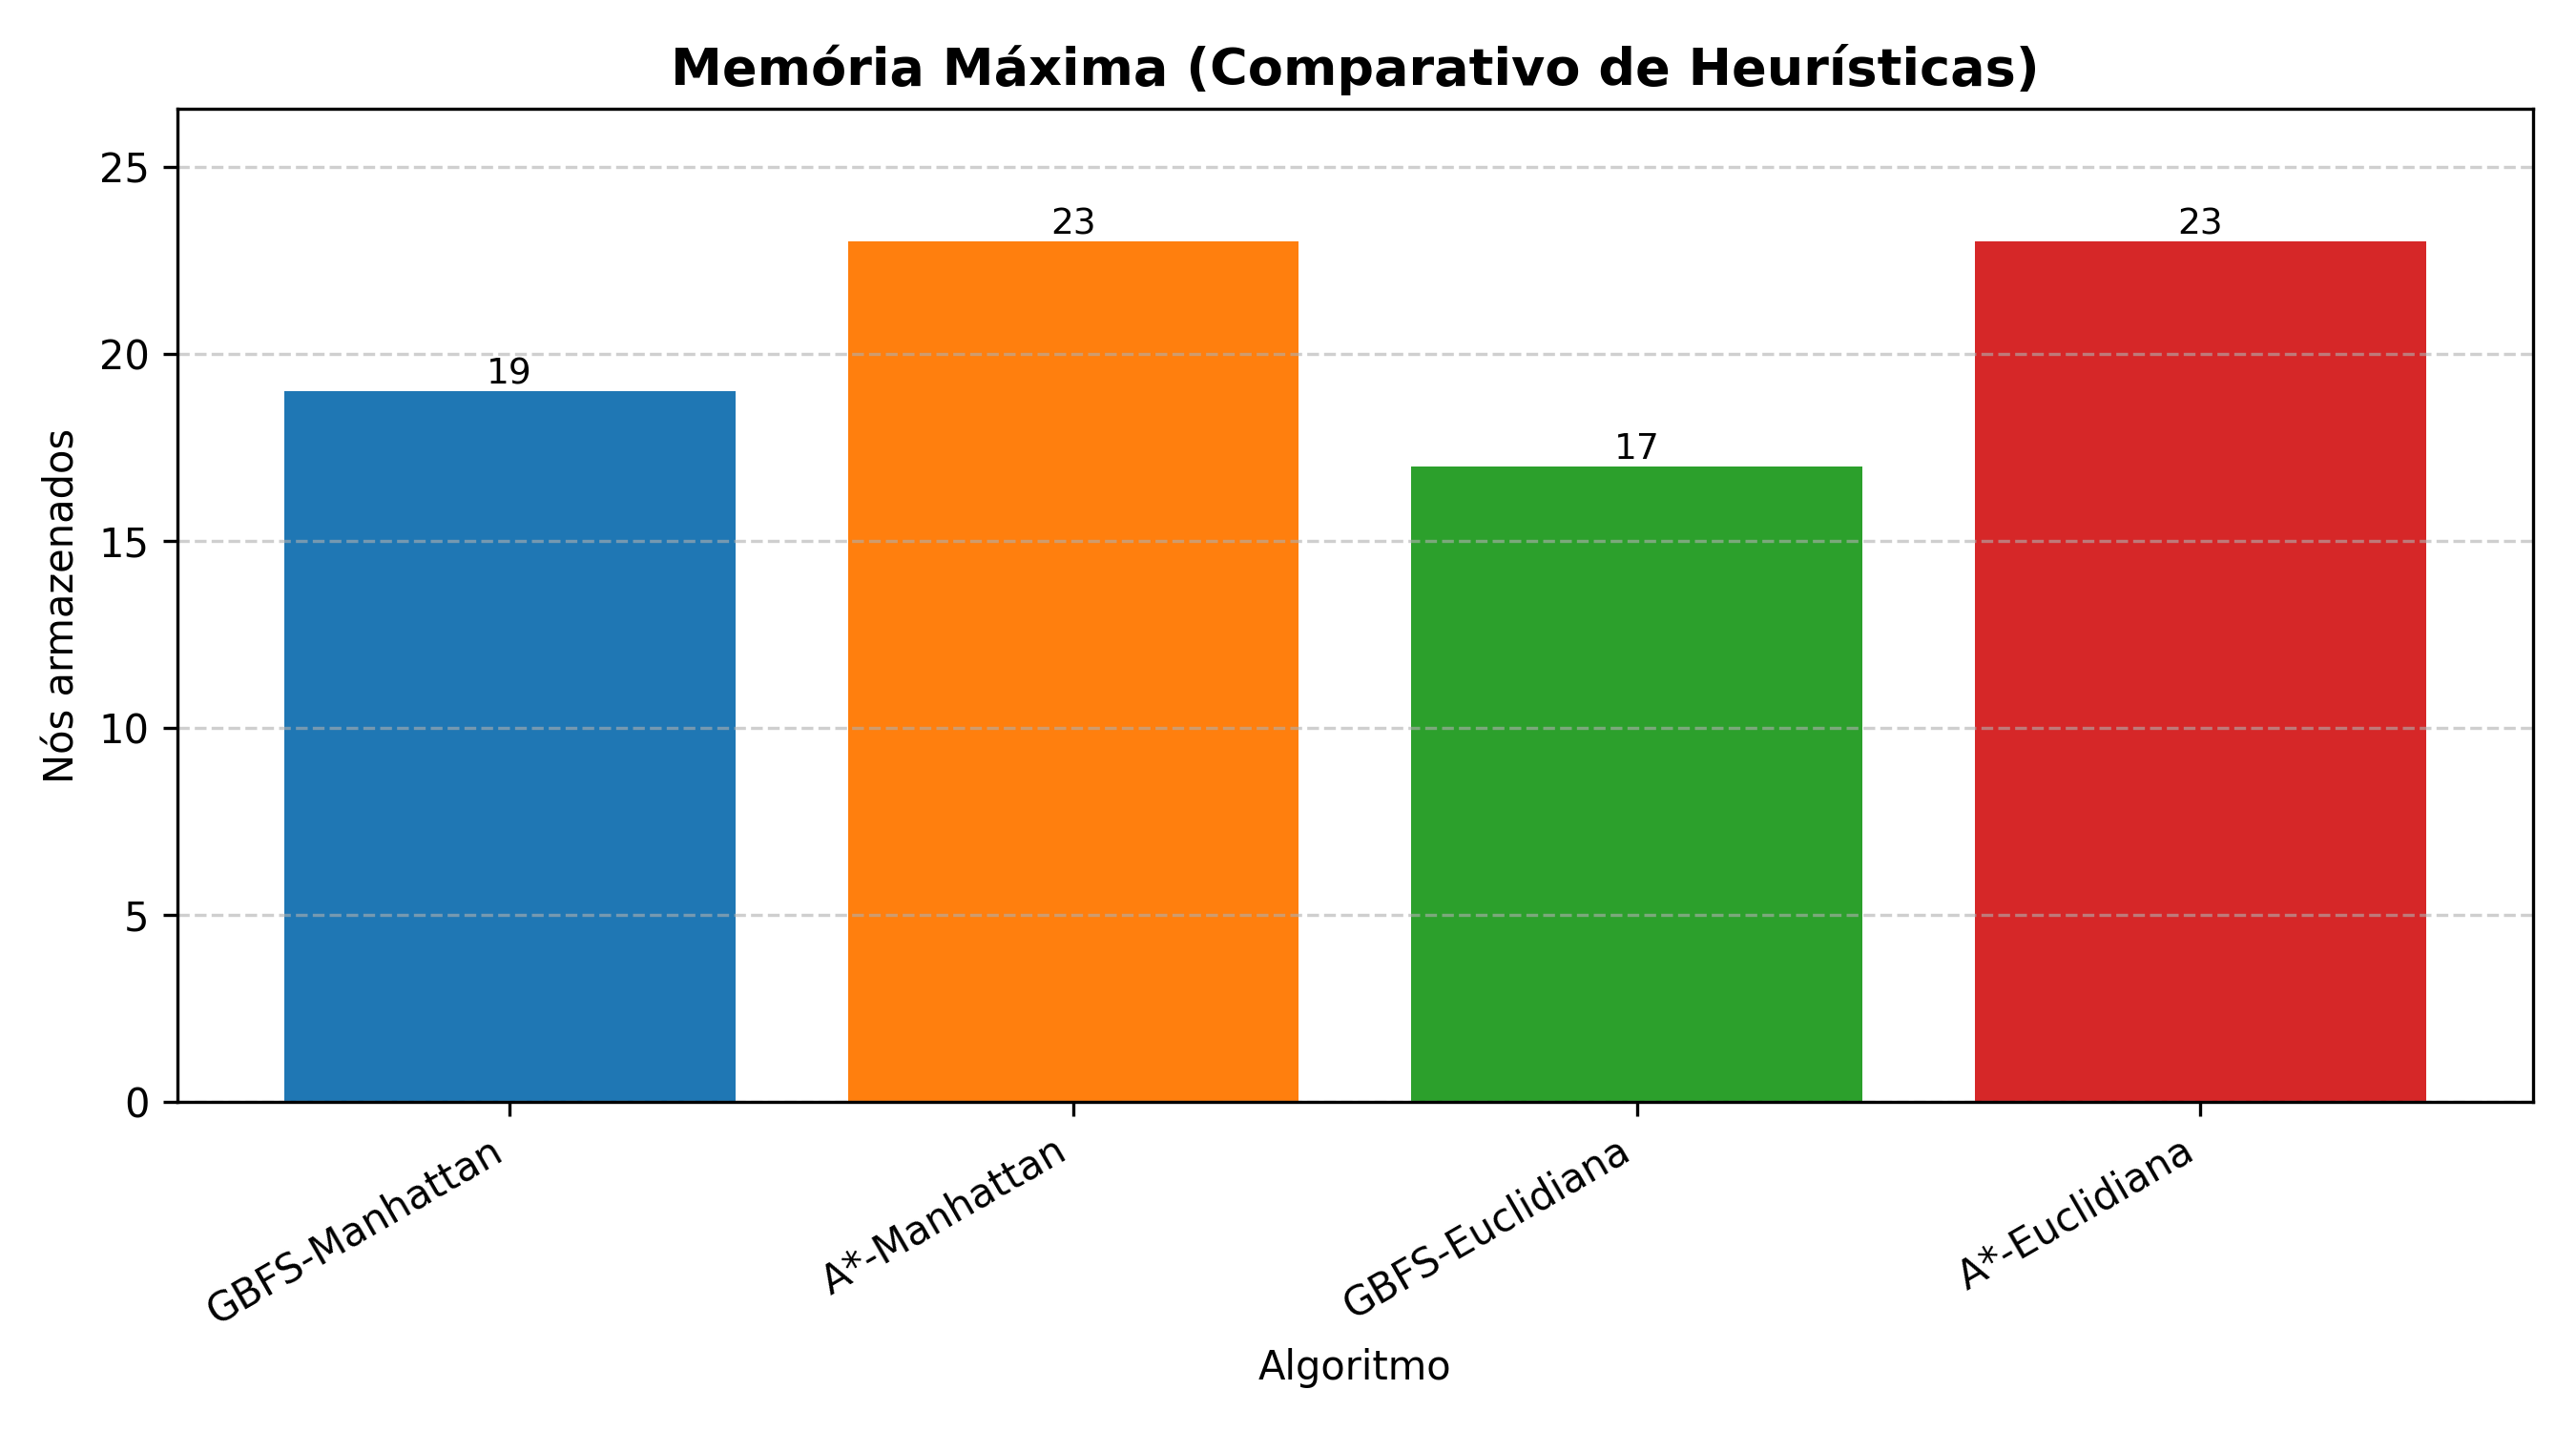 Memória Máxima (Comparativo de Heurísticas)
Nós armazenados
25
20
15
10
5
0
19
23
17
23
GBFS-Manhattan
A*-Manhattan
GBFS-Euclidiana
A*-Euclidiana
Algoritmo